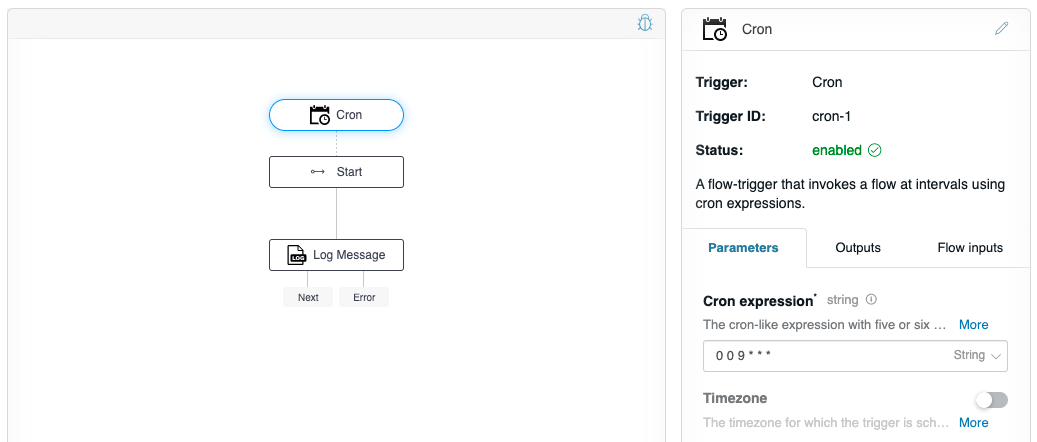 Cron
Start
LOG
Log Message
Next
Error
Cron
Trigger: Cron
Trigger ID: cron-1
Status: enabled
A flow-trigger that invokes a flow at intervals using
cron expressions.
Parameters Outputs Flow inputs
Cron expression* string
The cron-like expression with five or six ... More
0 0 9 * * * String
Timezone
The timezone for which the trigger is sch... More